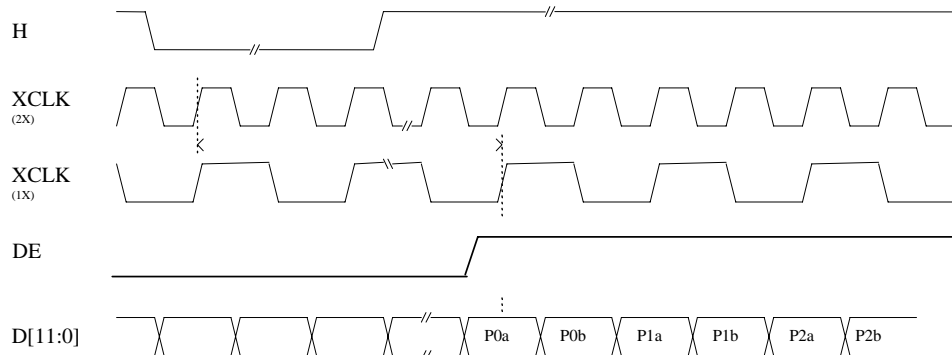 H
XCLK
(2X)
XCLK
(1X)
DE
D[11:0] P0a P0b P1a P1b P2a P2b